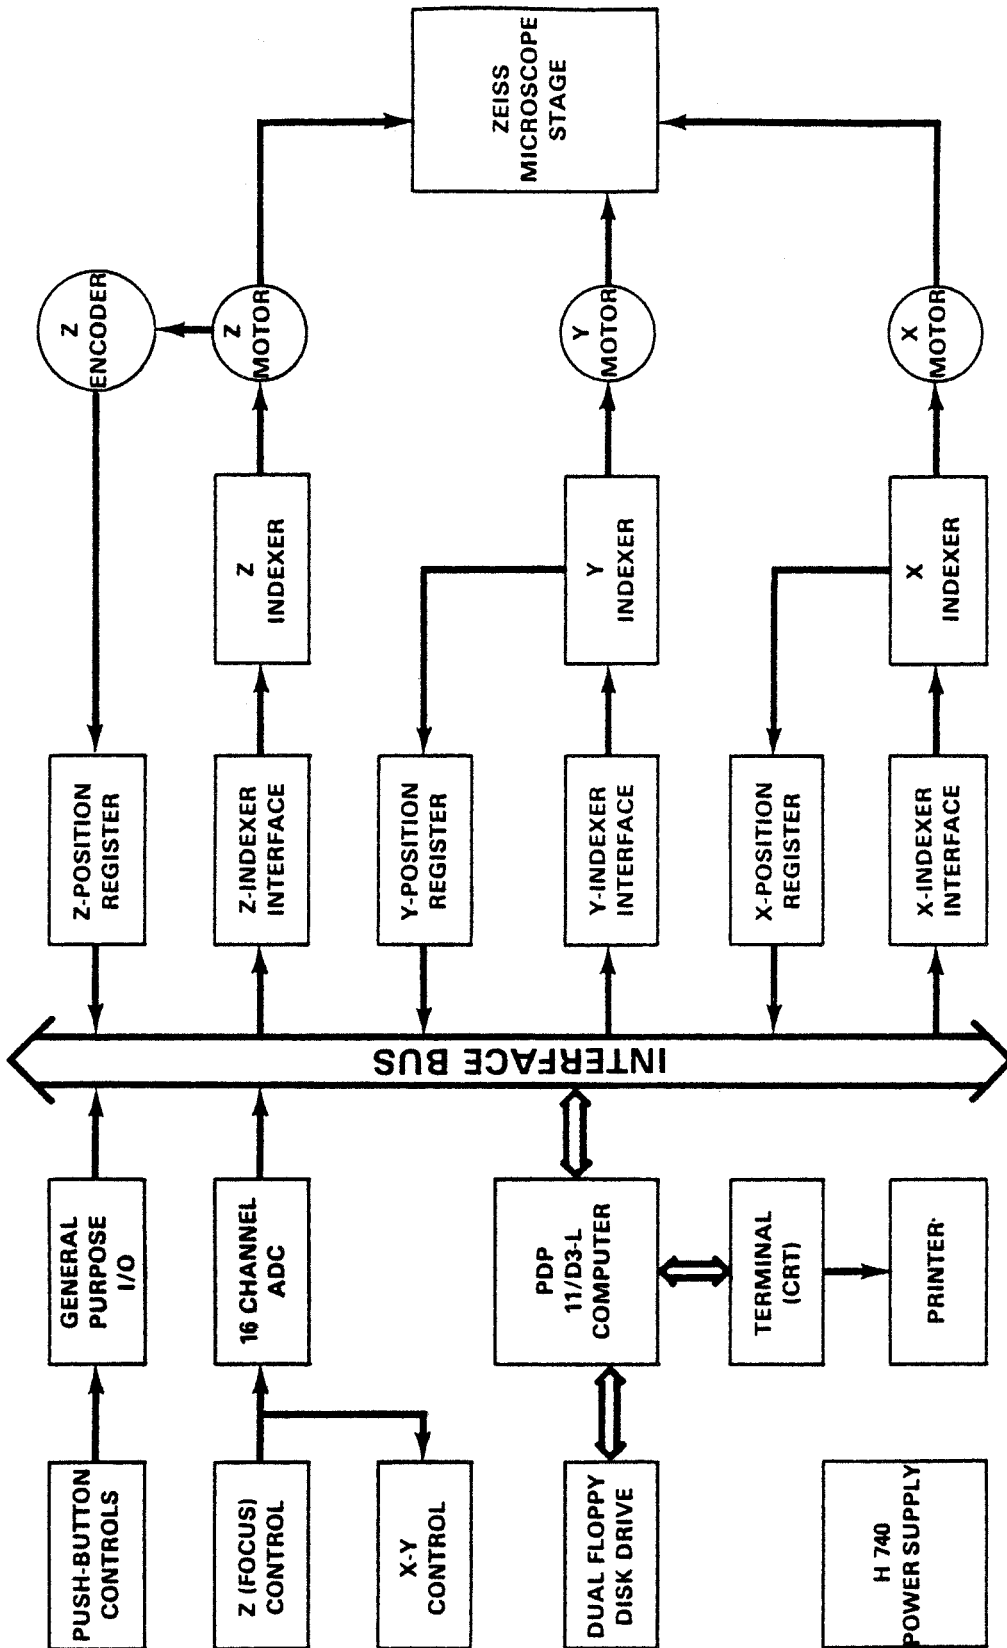 PUSH-BUTTON
CONTROLS
GENERAL
PURPOSE
I/O
Z-POSITION
REGISTER
Z
ENCODER
Z (FOCUS)
CONTROL
16 CHANNEL
ADC
Z-INDEXER
INTERFACE
Z
INDEXER
Z
MOTOR
X-Y
CONTROL
Y-POSITION
REGISTER
ZEISS
MICROSCOPE
STAGE
INTERFACE BUS
DUAL FLOPPY
DISK DRIVE
PDP
11/D3-L
COMPUTER
Y-INDEXER
INTERFACE
Y
INDEXER
Y
MOTOR
TERMINAL
(CRT)
X-POSITION
REGISTER
H 740
POWER SUPPLY
PRINTER
X-INDEXER
INTERFACE
X
INDEXER
X
MOTOR